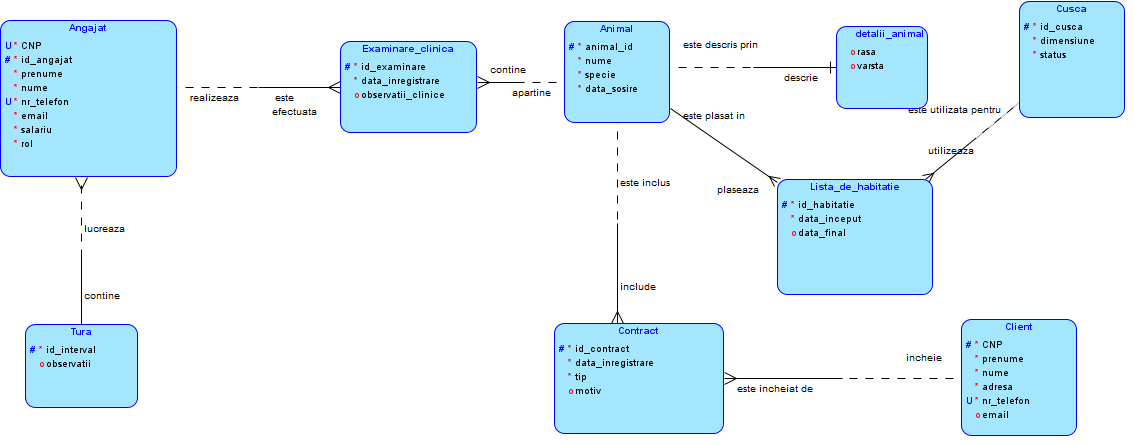 Angajat
U * CNP
# * id_angajat
* prenume
* nume
U * nr_telefon
* email
* salariu
* rol
realizeaza
este
efectuata
Examinare_clinica
# * id_examinare
* data_inregistrare
o observatii_clinice
contine
apartine
Animal
# * animal_id
* nume
* specie
* data_sosire
este descris prin
descrie
detalii_animal
o rasa
o varsta
Cusca
# * id_cusca
* dimensiune
* status
este utilizata pentru
utilizeaza
este plasat in
plaseaza
Lista_de_habitatie
# * id_habitatie
* data_inceput
o data_final
este inclus
include
lucreaza
contine
Tura
# * id_interval
o observatii
Contract
# * id_contract
* data_inregistrare
* tip
o motiv
este incheiat de
incheie
Client
# * CNP
* prenume
* nume
* adresa
U * nr_telefon
o email